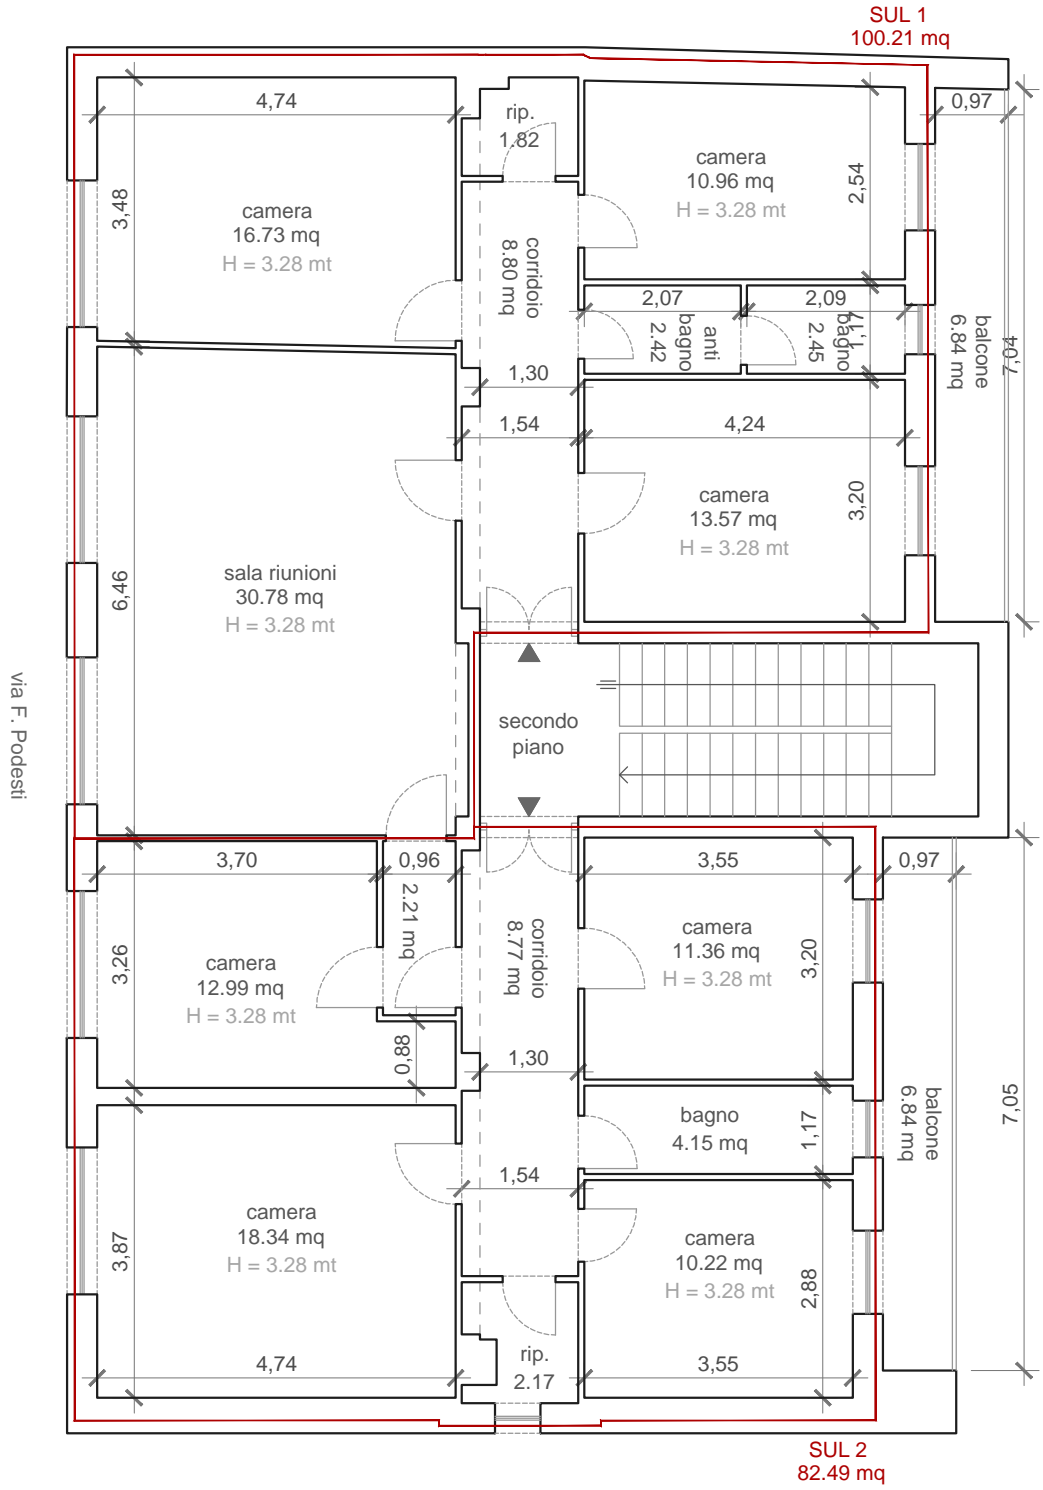 SUL 1
100.21 mq
4,74
rip.
1.82
0,97
camera
10.96 mq
H = 3.28 mt
2,54
3,48
camera
16.73 mq
H = 3.28 mt
corridoio
8.80 mq
2,07
2,09
anti
bagno
2.42
bagno
2.45
1,17
balcone
6.84 mq
7,04
1,30
1,54
4,24
camera
13.57 mq
H = 3.28 mt
3,20
sala riunioni
30.78 mq
H = 3.28 mt
6,46
via F. Podesti
secondo
piano
3,70
0,96
2.21 mq
3,55
0,97
camera
12.99 mq
H = 3.28 mt
3,26
corridoio
8.77 mq
camera
11.36 mq
H = 3.28 mt
3,20
0,88
1,30
bagno
4.15 mq
1,17
balcone
6.84 mq
7,05
1,54
camera
18.34 mq
H = 3.28 mt
3,87
camera
10.22 mq
H = 3.28 mt
2,88
4,74
rip.
2.17
3,55
SUL 2
82.49 mq